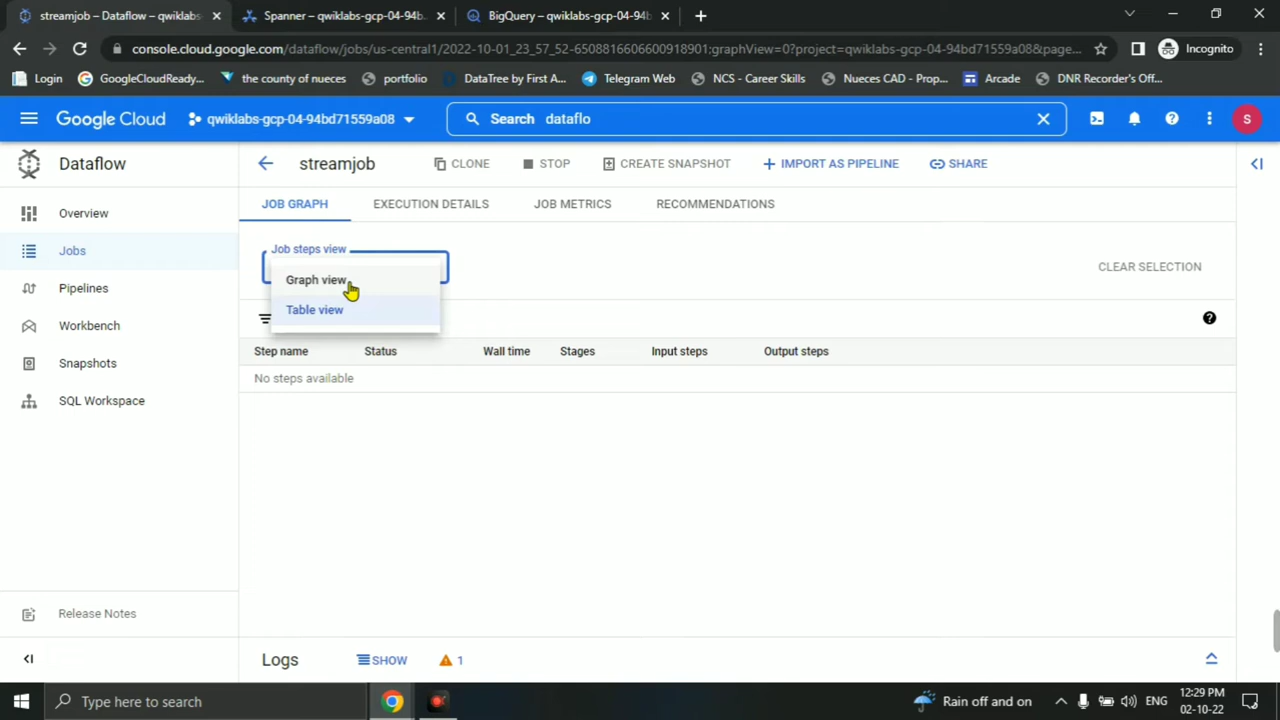 streamjob – Dataflow – qwiklabs-
Spanner – qwiklabs-gcp-04-94b
BigQuery – qwiklabs-gcp-04-94b
console.cloud.google.com/dataflow/jobs/us-central1/2022-10-01_23_57_52-6508816606600918901;graphView=0?project=qwiklabs-gcp-04-94bd71559a08&page...
Incognito
Login
GoogleCloudReady...
the county of nueces
portfolio
DataTree by First A...
Telegram Web
NCS - Career Skills
Nueces CAD - Prop...
Arcade
DNR Recorder's Off...
Google Cloud
qwiklabs-gcp-04-94bd71559a08
Search dataflo
S
Dataflow
streamjob
CLONE
STOP
CREATE SNAPSHOT
IMPORT AS PIPELINE
SHARE
Overview
Jobs
Pipelines
Workbench
Snapshots
SQL Workspace
Release Notes
JOB GRAPH
EXECUTION DETAILS
JOB METRICS
RECOMMENDATIONS
Job steps view
Graph view
Table view
CLEAR SELECTION
Step name Status Wall time Stages Input steps Output steps
No steps available
Logs
SHOW
1
Type here to search
Rain off and on
ENG
12:29 PM
02-10-22